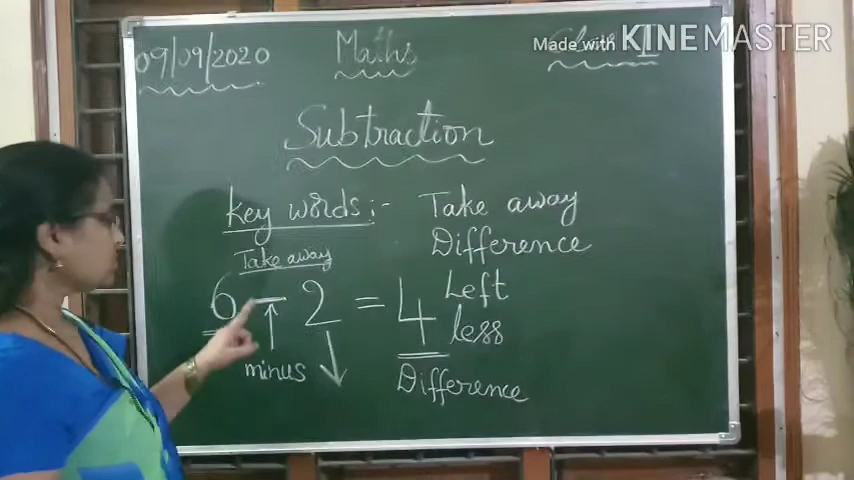 09/09/2020 Maths Class I
Made with KINEMASTER
Subtraction
Key words :- Take away
Difference
Left
less
Take away
6 - 2 = 4
minus
Difference